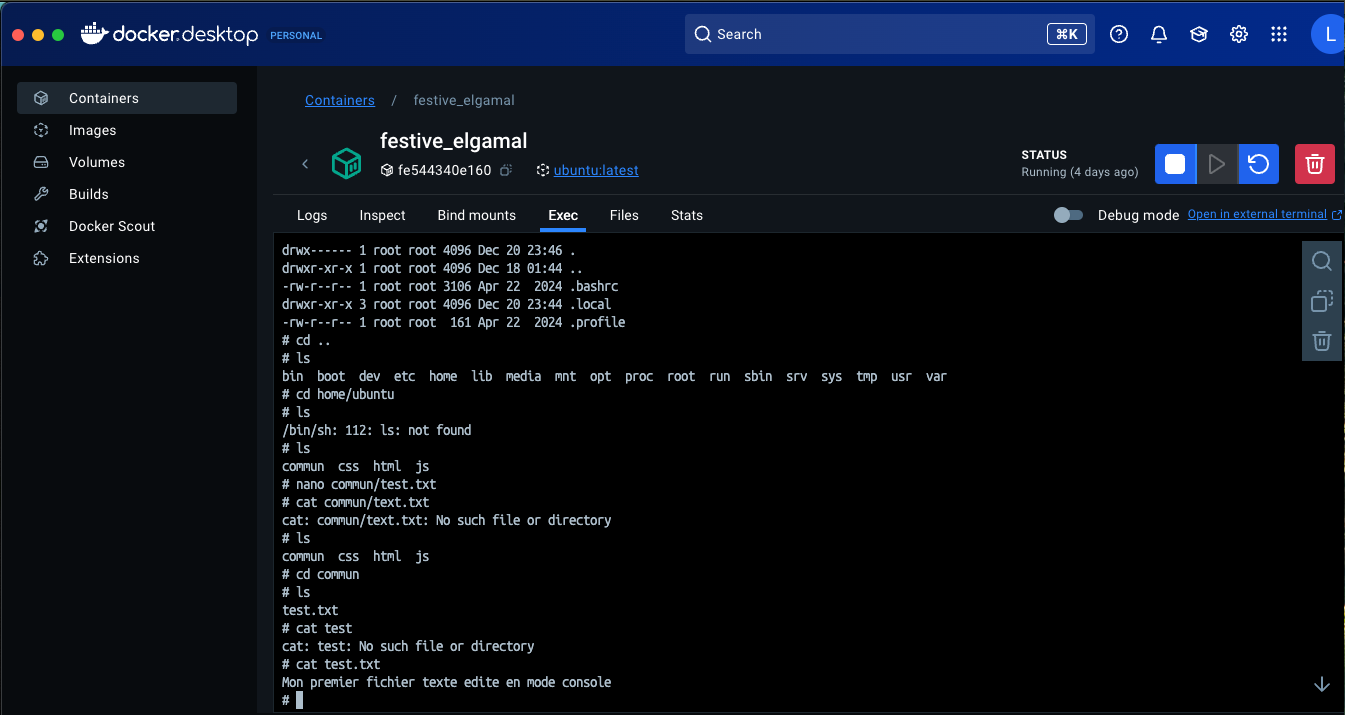 docker.desktop PERSONAL
Search ⌘K
L
Containers
Images
Volumes
Builds
Docker Scout
Extensions
Containers / festive_elgamal
festive_elgamal
fe544340e160 ubuntu:latest
STATUS
Running (4 days ago)
Logs Inspect Bind mounts Exec Files Stats
Debug mode Open in external terminal
drwx------ 1 root root 4096 Dec 20 23:46 .
drwxr-xr-x 1 root root 4096 Dec 18 01:44 ..
-rw-r--r-- 1 root root 3106 Apr 22  2024 .bashrc
drwxr-xr-x 3 root root 4096 Dec 20 23:44 .local
-rw-r--r-- 1 root root  161 Apr 22  2024 .profile
# cd ..
# ls
bin  boot  dev  etc  home  lib  media  mnt  opt  proc  root  run  sbin  srv  sys  tmp  usr  var
# cd home/ubuntu
# ls
/bin/sh: 112: ls: not found
# ls
commun  css  html  js
# nano commun/test.txt
# cat commun/text.txt
cat: commun/text.txt: No such file or directory
# ls
commun  css  html  js
# cd commun
# ls
test.txt
# cat test
cat: test: No such file or directory
# cat test.txt
Mon premier fichier texte edite en mode console
#